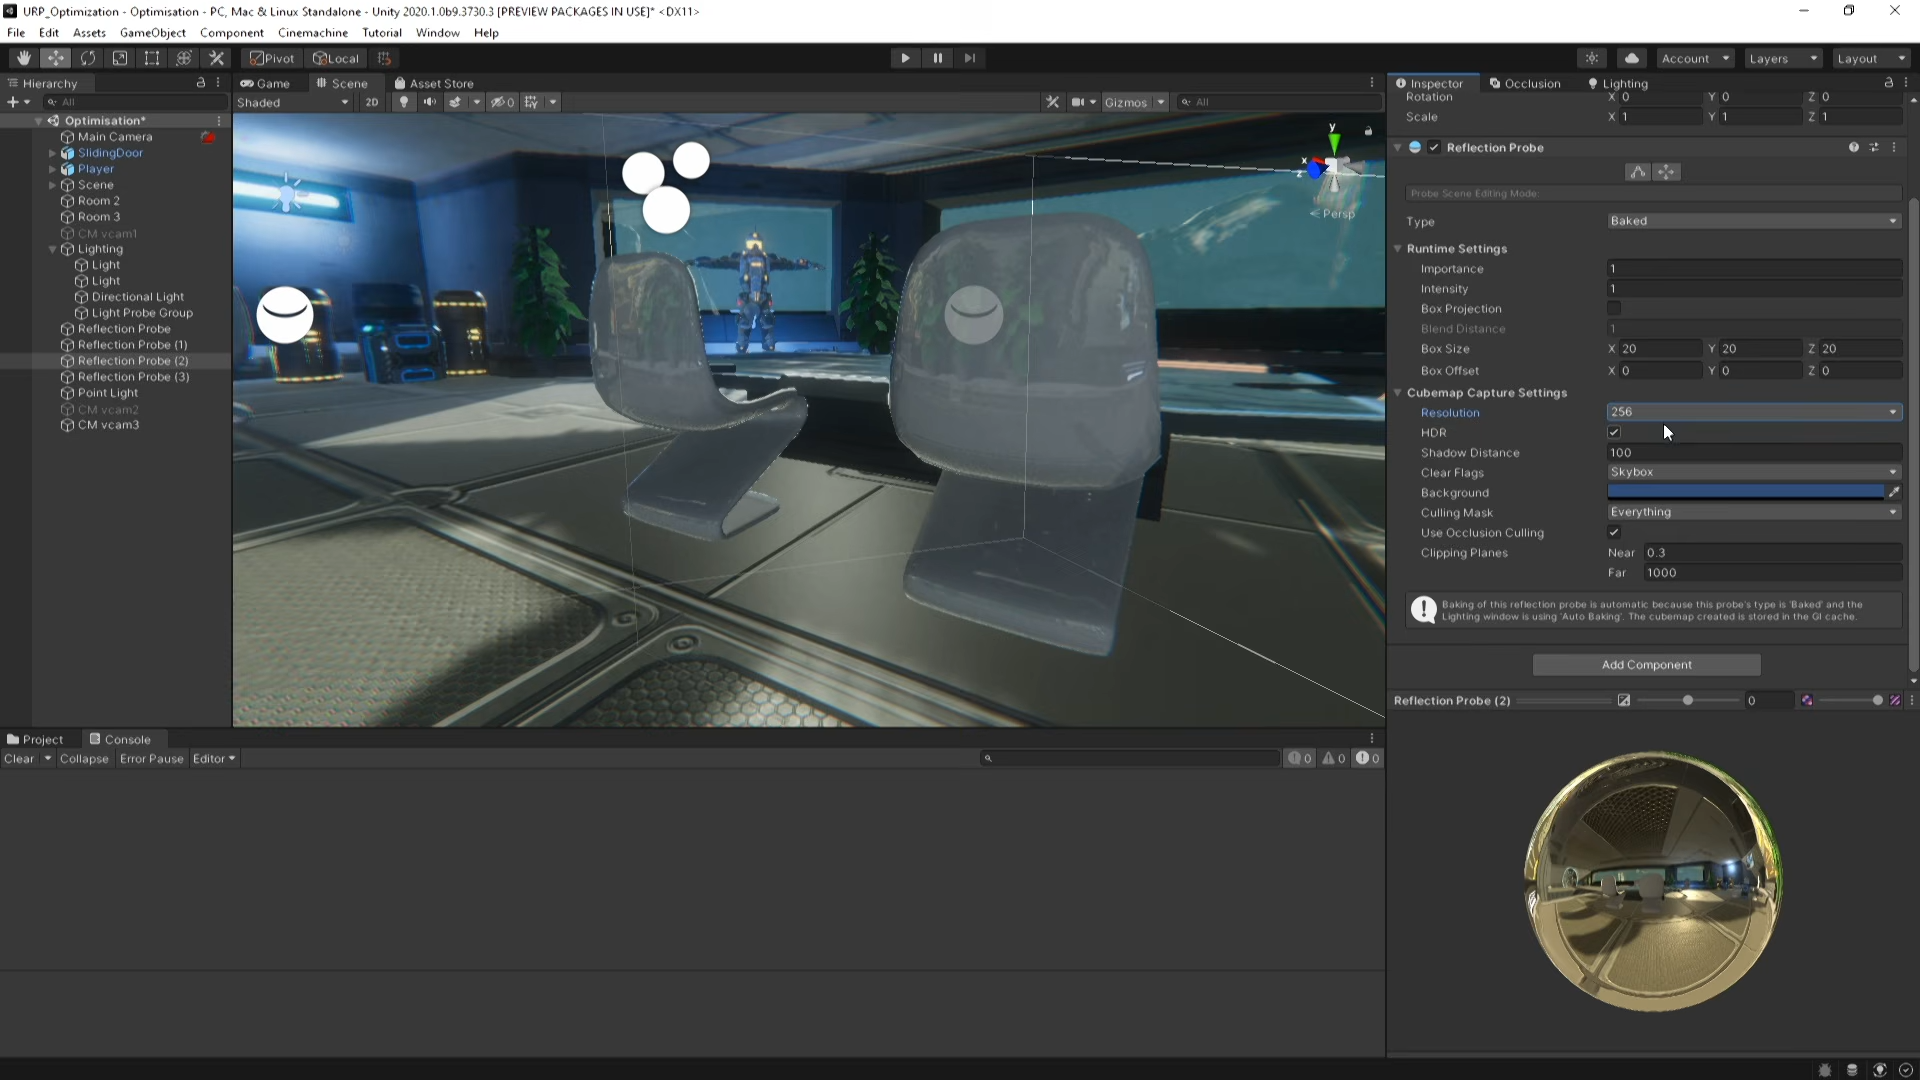 URP_Optimization - Optimisation - PC, Mac & Linux Standalone - Unity 2020.1.0b9.3730.3 [PREVIEW PACKAGES IN USE]* <DX11>
File Edit Assets GameObject Component Cinemachine Tutorial Window Help
Pivot Local Account Layers Layout
Hierarchy
All
Optimisation*
Main Camera
SlidingDoor
Player
Scene
Room 2
Room 3
CM vcam1
Lighting
Light
Light
Directional Light
Light Probe Group
Reflection Probe
Reflection Probe (1)
Reflection Probe (2)
Reflection Probe (3)
Point Light
CM vcam2
CM vcam3
Game Scene Asset Store
Shaded 2D 0 Gizmos All
y
x
z
Persp
Inspector Occlusion Lighting
Rotation X 0 Y 0 Z 0
Scale X 1 Y 1 Z 1
Reflection Probe
Probe Scene Editing Mode:
Type Baked
Runtime Settings
Importance 1
Intensity 1
Box Projection
Blend Distance 1
Box Size X 20 Y 20 Z 20
Box Offset X 0 Y 0 Z 0
Cubemap Capture Settings
Resolution 256
HDR
Shadow Distance 100
Clear Flags Skybox
Background
Culling Mask Everything
Use Occlusion Culling
Clipping Planes Near 0.3
Far 1000
Baking of this reflection probe is automatic because this probe's type is 'Baked' and the
Lighting window is using 'Auto Baking'. The cubemap created is stored in the GI cache.
Add Component
Reflection Probe (2) 0
Project Console
Clear Collapse Error Pause Editor 0 0 0